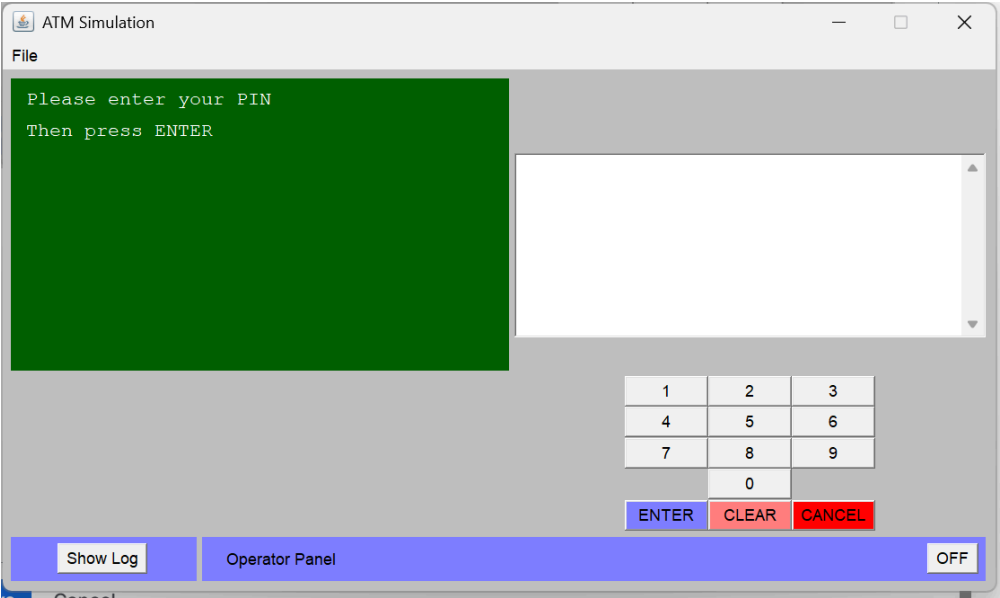 ATM Simulation
File
Please enter your PIN
Then press ENTER
1 2 3
4 5 6
7 8 9
0
ENTER CLEAR CANCEL
Show Log Operator Panel OFF